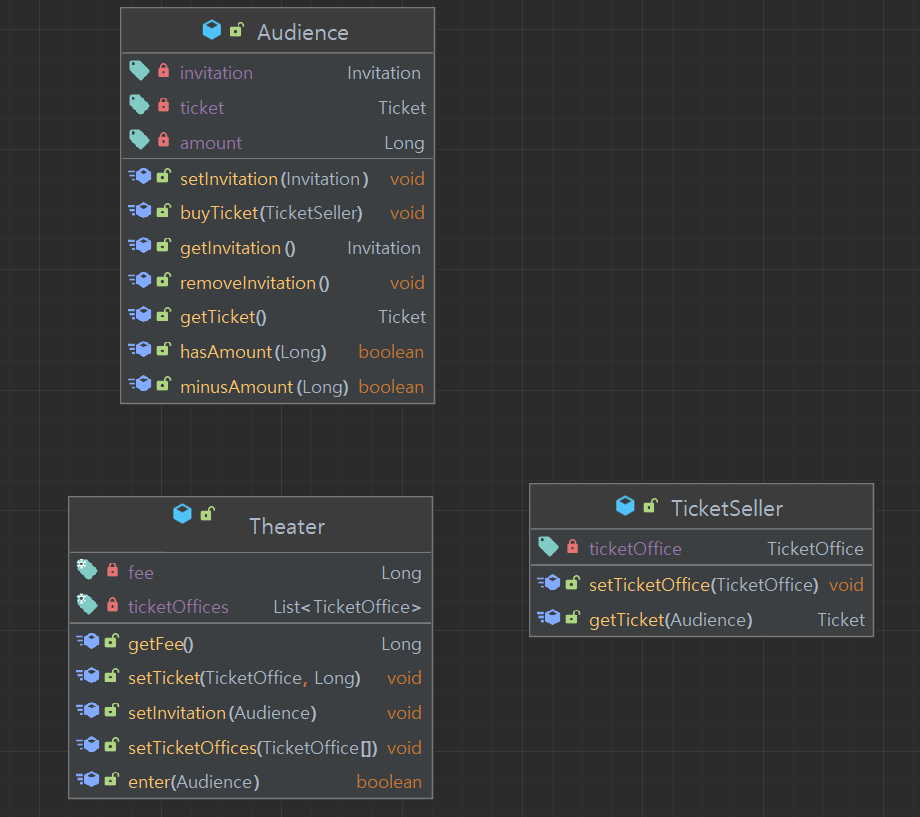 Audience
invitation Invitation
ticket Ticket
amount Long
setInvitation(Invitation) void
buyTicket(TicketSeller) void
getInvitation() Invitation
removeInvitation() void
getTicket() Ticket
hasAmount(Long) boolean
minusAmount(Long) boolean
Theater
fee Long
ticketOffices List<TicketOffice>
getFee() Long
setTicket(TicketOffice, Long) void
setInvitation(Audience) void
setTicketOffices(TicketOffice[]) void
enter(Audience) boolean
TicketSeller
ticketOffice TicketOffice
setTicketOffice(TicketOffice) void
getTicket(Audience) Ticket